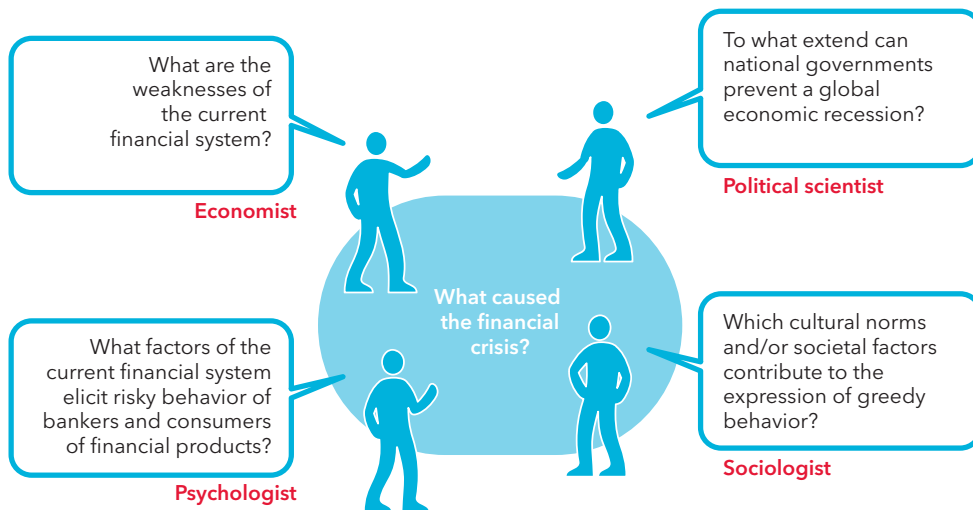 What are the
weaknesses of
the current
financial system?
Economist
To what extend can
national governments
prevent a global
economic recession?
Political scientist
What caused
the financial
crisis?
What factors of the
current financial system
elicit risky behavior of
bankers and consumers
of financial products?
Psychologist
Which cultural norms
and/or societal factors
contribute to the
expression of greedy
behavior?
Sociologist